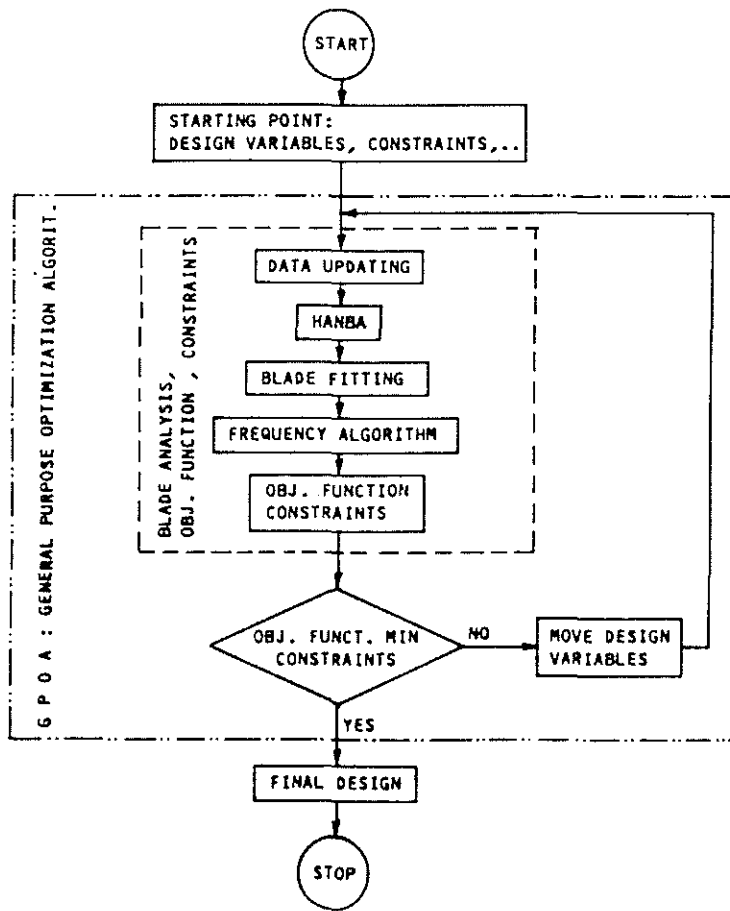 START
STARTING POINT:
DESIGN VARIABLES, CONSTRAINTS,..
G P O A : GENERAL PURPOSE OPTIMIZATION ALGORIT.
BLADE ANALYSIS,
OBJ. FUNCTION , CONSTRAINTS
DATA UPDATING
HANBA
BLADE FITTING
FREQUENCY ALGORITHM
OBJ. FUNCTION
CONSTRAINTS
OBJ. FUNCT. MIN
CONSTRAINTS
NO
MOVE DESIGN
VARIABLES
YES
FINAL DESIGN
STOP